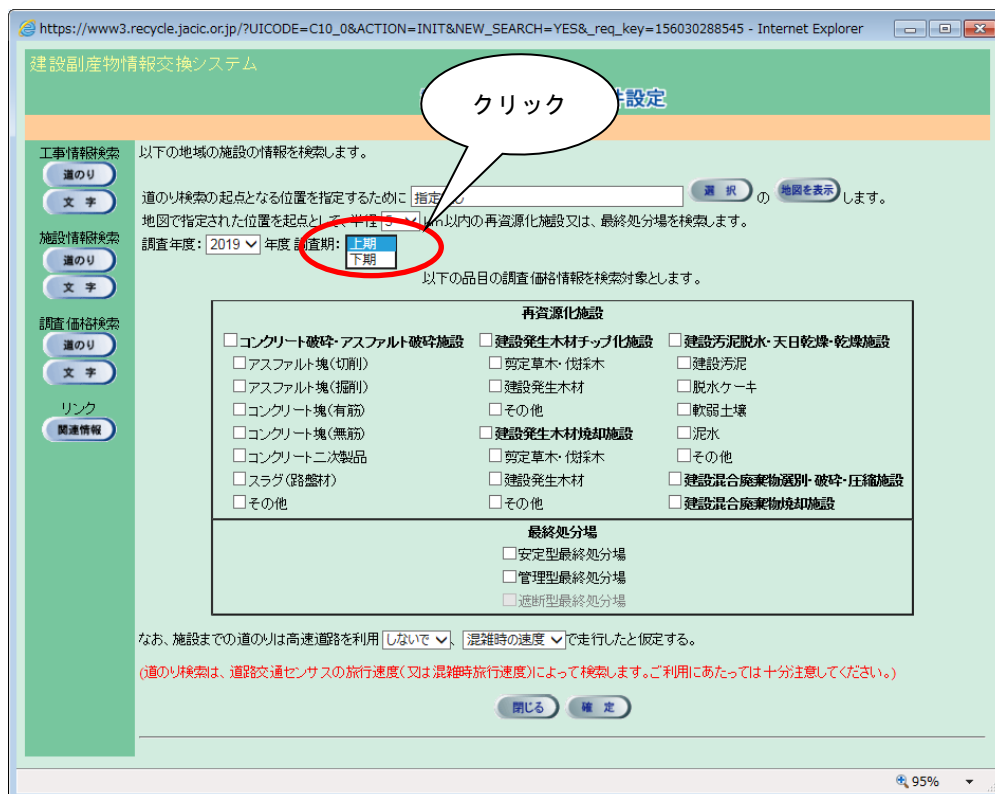 https://www3.recycle.jacic.or.jp/?UICODE=C10_0&ACTION=INIT&NEW_SEARCH=YES&_req_key=156030288545 - Internet Explorer
建設副産物情報交換システム
クリック
件設定
工事情報検索
道のり
文 字
施設情報検索
道のり
文 字
調査価格検索
道のり
文 字
リンク
関連情報
以下の地域の施設の情報を検索します。
道のり検索の起点となる位置を指定するために 指定なし 選 択 の 地図を表示 します。
地図で指定された位置を起点として、半径 5 km以内の再資源化施設又は、最終処分場を検索します。
調査年度: 2019 年度 調査期: 上期
下期
以下の品目の調査価格情報を検索対象とします。
再資源化施設
コンクリート破砕・アスファルト破砕施設 建設発生木材チップ化施設 建設汚泥脱水・天日乾燥・乾燥施設
アスファルト塊(切削) 剪定草木・伐採木 建設汚泥
アスファルト塊(掘削) 建設発生木材 脱水ケーキ
コンクリート塊(有筋) その他 軟弱土壌
コンクリート塊(無筋) 建設発生木材焼却施設 泥水
コンクリート二次製品 剪定草木・伐採木 その他
スラグ(路盤材) 建設発生木材 建設混合廃棄物選別・破砕・圧縮施設
その他 その他 建設混合廃棄物焼却施設
最終処分場
安定型最終処分場
管理型最終処分場
遮断型最終処分場
なお、施設までの道のりは高速道路を利用 しないで 、 混雑時の速度 で走行したと仮定する。
(道のり検索は、道路交通センサスの旅行速度(又は混雑時旅行速度)によって検索します。ご利用にあたっては十分注意してください。)
閉じる 確 定
95%